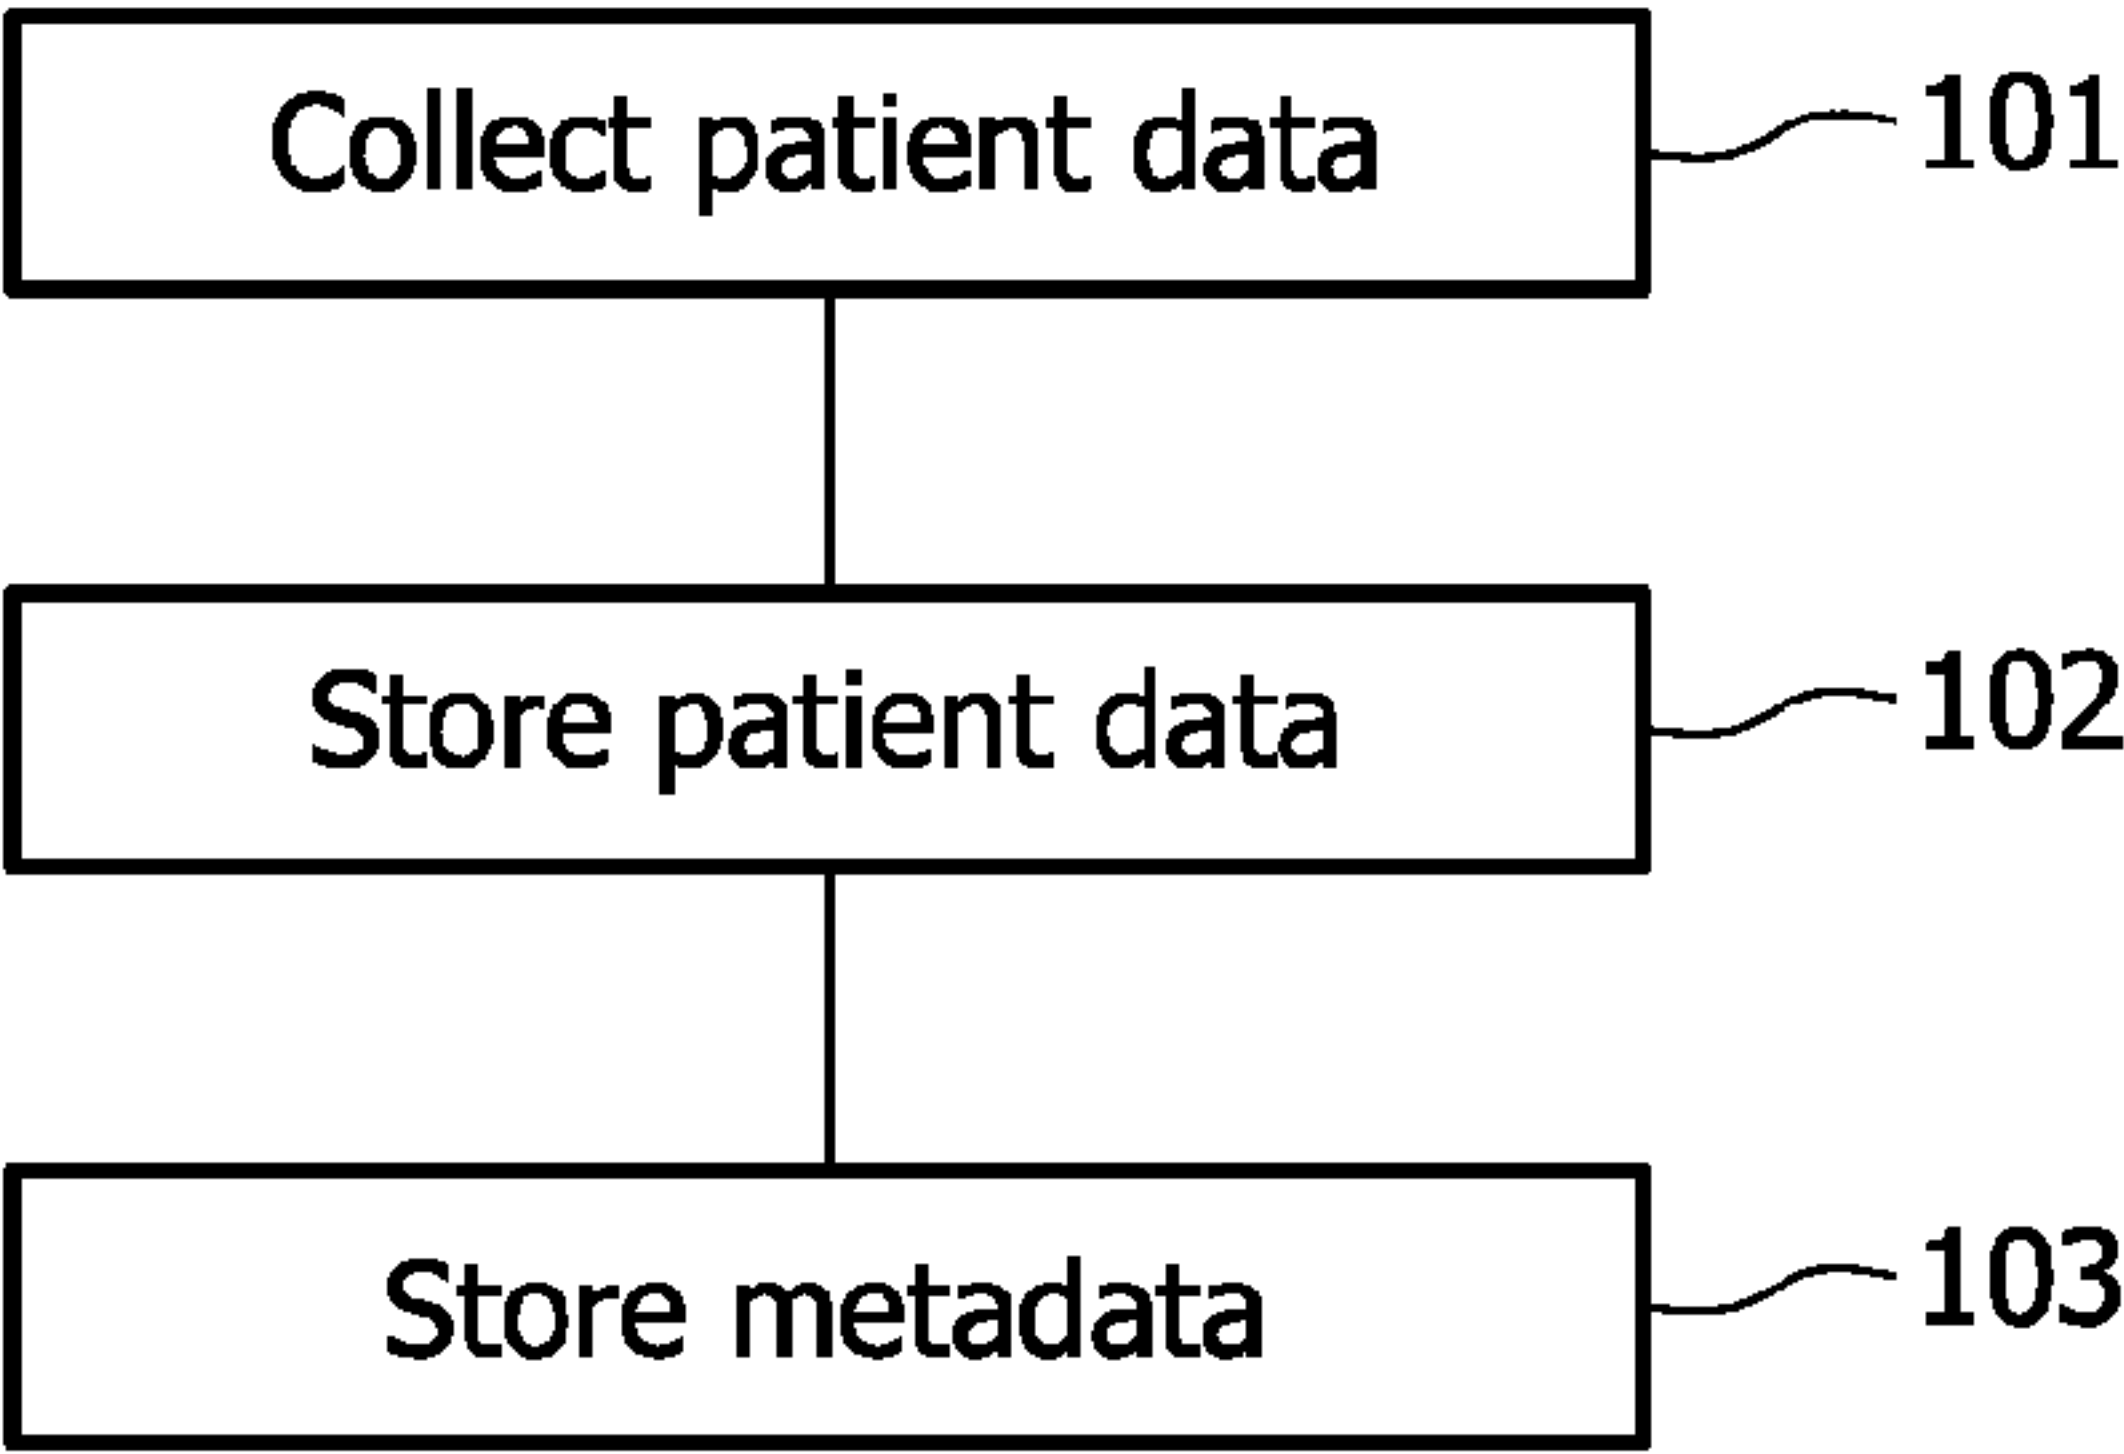 Collect patient data 101
Store patient data 102
Store metadata 103